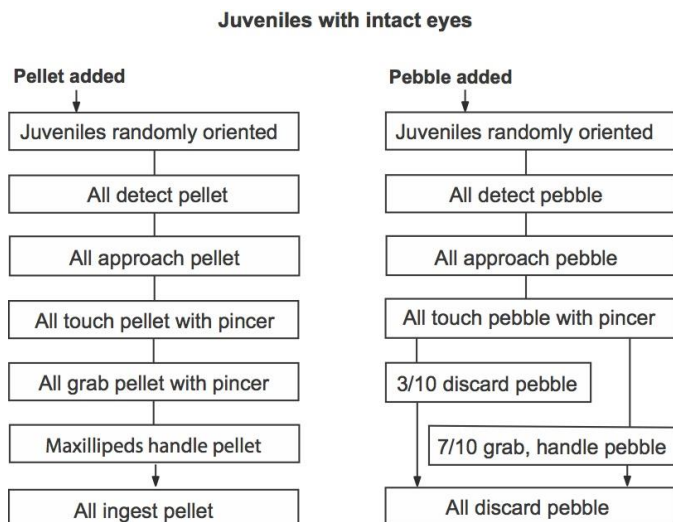 Juveniles with intact eyes
Pellet added
Juveniles randomly oriented
All detect pellet
All approach pellet
All touch pellet with pincer
All grab pellet with pincer
Maxillipeds handle pellet
All ingest pellet
Pebble added
Juveniles randomly oriented
All detect pebble
All approach pebble
All touch pebble with pincer
3/10 discard pebble
7/10 grab, handle pebble
All discard pebble